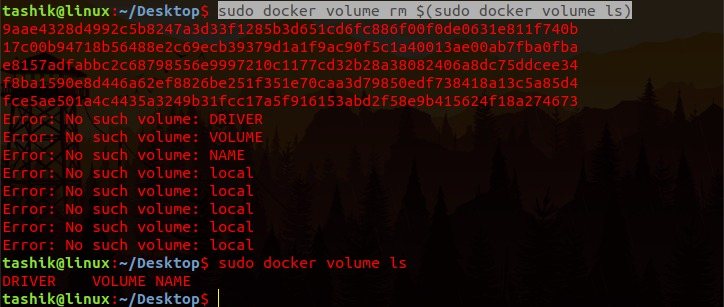 tashik@linux:~/Desktop$ sudo docker volume rm $(sudo docker volume ls)
9aae4328d4992c5b8247a3d33f1285b3d651cd6fc886f00f0de0631e811f740b
17c00b94718b56488e2c69ecb39379d1a1f9ac90f5c1a40013ae00ab7fba0fba
e8157adfabbc2c68798556e9997210c1177cd32b28a38082406a8dc75ddcee34
f8ba1590e8d446a62ef8826be251f351e70caa3d79850edf738418a13c5a85d4
fce5ae501a4c4435a3249b31fcc17a5f916153abd2f58e9b415624f18a274673
Error: No such volume: DRIVER
Error: No such volume: VOLUME
Error: No such volume: NAME
Error: No such volume: local
Error: No such volume: local
Error: No such volume: local
Error: No such volume: local
Error: No such volume: local
tashik@linux:~/Desktop$ sudo docker volume ls
DRIVER    VOLUME NAME
tashik@linux:~/Desktop$